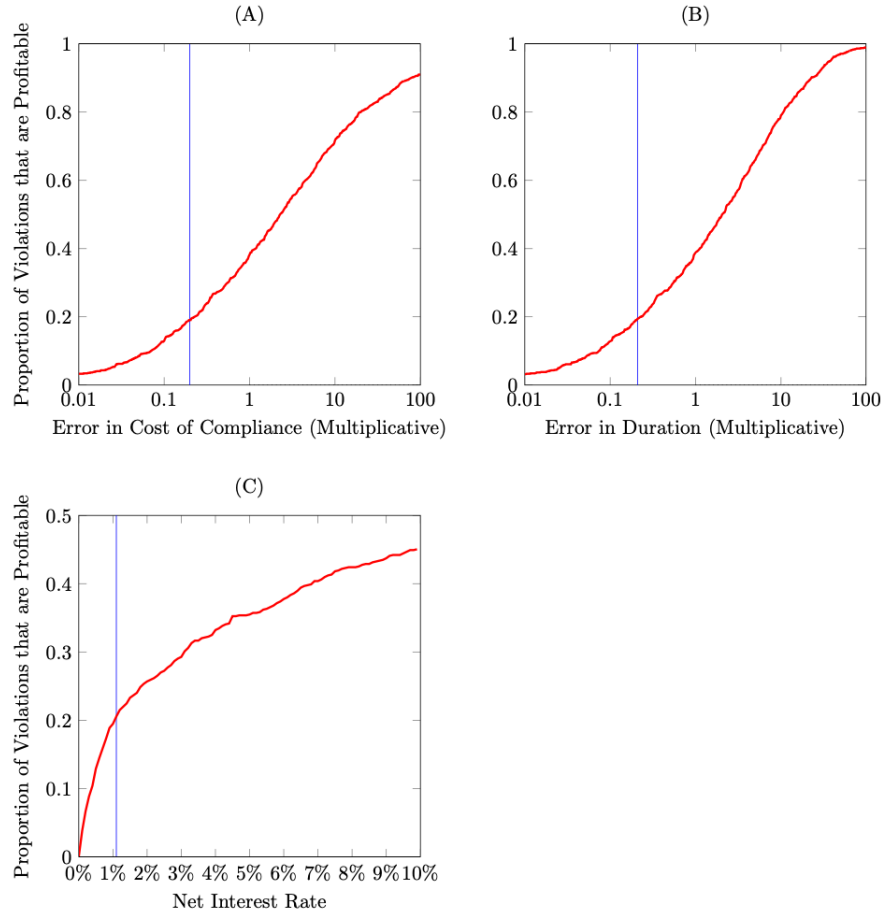 (A)
Proportion of Violations that are Profitable
1
0.8
0.6
0.4
0.2
0
0.01 0.1 1 10 100
Error in Cost of Compliance (Multiplicative)
(B)
1
0.8
0.6
0.4
0.2
0
0.01 0.1 1 10 100
Error in Duration (Multiplicative)
(C)
Proportion of Violations that are Profitable
0.5
0.4
0.3
0.2
0.1
0
0% 1% 2% 3% 4% 5% 6% 7% 8% 9% 10%
Net Interest Rate